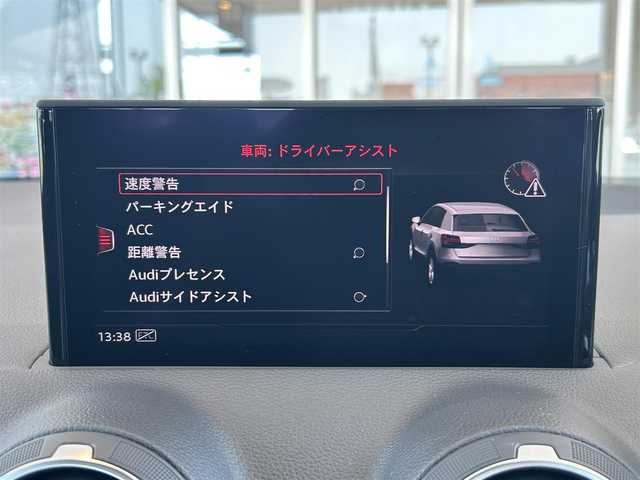 車両: ドライバーアシスト
速度警告
パーキングエイド
ACC
距離警告
Audiプレセンス
Audiサイドアシスト
13:38 ETC